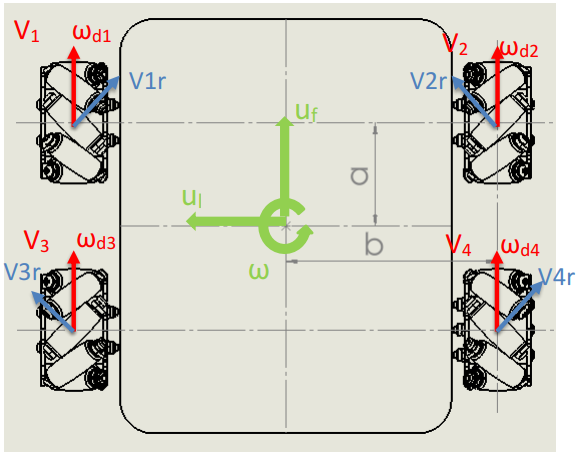 V1 ωd1
V2 ωd2
V1r
V2r
uf
a
ul
V3 ωd3
V4 ωd4
b
V3r
ω
V4r